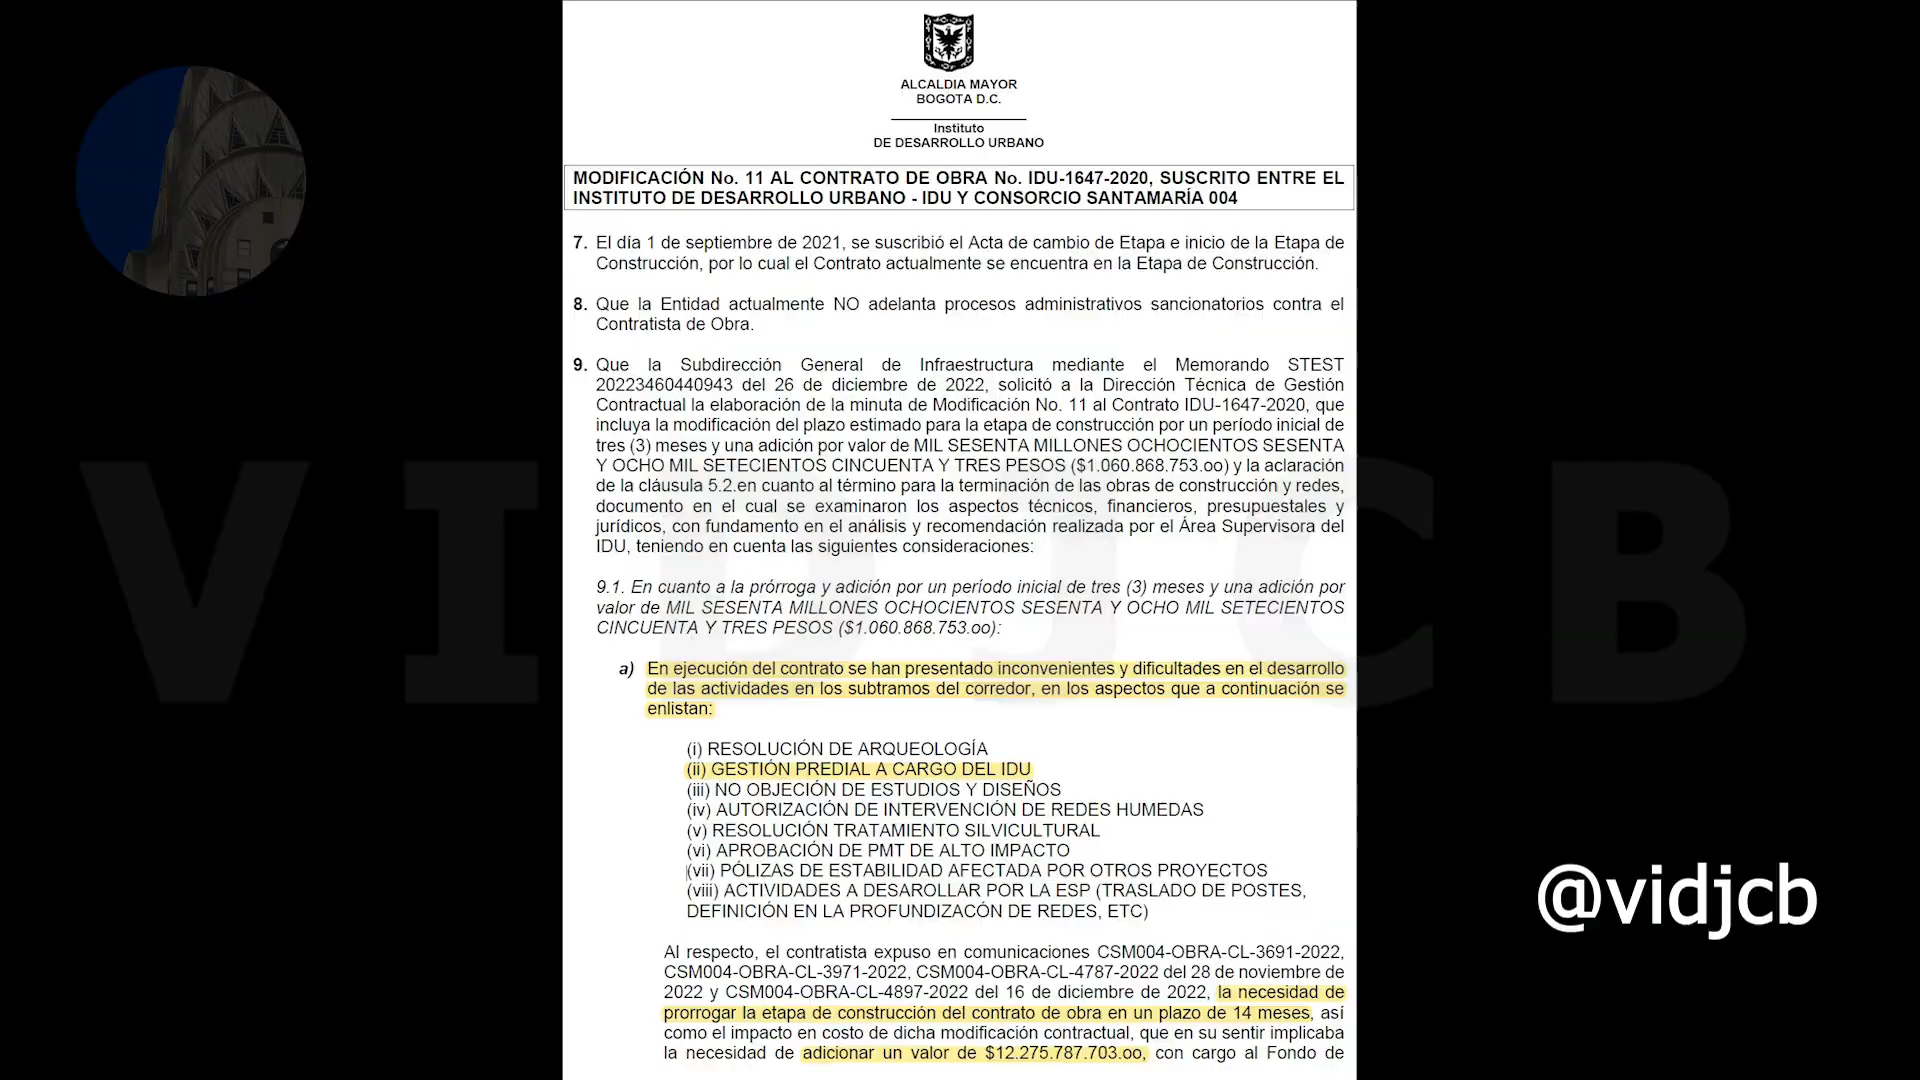 ALCALDIA MAYOR
BOGOTA D.C.
Instituto
DE DESARROLLO URBANO
MODIFICACIÓN No. 11 AL CONTRATO DE OBRA No. IDU-1647-2020, SUSCRITO ENTRE EL
INSTITUTO DE DESARROLLO URBANO - IDU Y CONSORCIO SANTAMARÍA 004
7. El día 1 de septiembre de 2021, se suscribió el Acta de cambio de Etapa e inicio de la Etapa de
Construcción, por lo cual el Contrato actualmente se encuentra en la Etapa de Construcción.
8. Que la Entidad actualmente NO adelanta procesos administrativos sancionatorios contra el
Contratista de Obra.
9. Que la Subdirección General de Infraestructura mediante el Memorando STEST
20223460440943 del 26 de diciembre de 2022, solicitó a la Dirección Técnica de Gestión
Contractual la elaboración de la minuta de Modificación No. 11 al Contrato IDU-1647-2020, que
incluya la modificación del plazo estimado para la etapa de construcción por un período inicial de
tres (3) meses y una adición por valor de MIL SESENTA MILLONES OCHOCIENTOS SESENTA
Y OCHO MIL SETECIENTOS CINCUENTA Y TRES PESOS ($1.060.868.753.oo) y la aclaración
de la cláusula 5.2.en cuanto al término para la terminación de las obras de construcción y redes,
documento en el cual se examinaron los aspectos técnicos, financieros, presupuestales y
jurídicos, con fundamento en el análisis y recomendación realizada por el Área Supervisora del
IDU, teniendo en cuenta las siguientes consideraciones:
9.1. En cuanto a la prórroga y adición por un período inicial de tres (3) meses y una adición por
valor de MIL SESENTA MILLONES OCHOCIENTOS SESENTA Y OCHO MIL SETECIENTOS
CINCUENTA Y TRES PESOS ($1.060.868.753.oo):
a) En ejecución del contrato se han presentado inconvenientes y dificultades en el desarrollo
de las actividades en los subtramos del corredor, en los aspectos que a continuación se
enlistan:
(i) RESOLUCIÓN DE ARQUEOLOGÍA
(ii) GESTIÓN PREDIAL A CARGO DEL IDU
(iii) NO OBJECIÓN DE ESTUDIOS Y DISEÑOS
(iv) AUTORIZACIÓN DE INTERVENCIÓN DE REDES HUMEDAS
(v) RESOLUCIÓN TRATAMIENTO SILVICULTURAL
(vi) APROBACIÓN DE PMT DE ALTO IMPACTO
(vii) PÓLIZAS DE ESTABILIDAD AFECTADA POR OTROS PROYECTOS
(viii) ACTIVIDADES A DESAROLLAR POR LA ESP (TRASLADO DE POSTES,
DEFINICIÓN EN LA PROFUNDIZACÓN DE REDES, ETC)
Al respecto, el contratista expuso en comunicaciones CSM004-OBRA-CL-3691-2022,
CSM004-OBRA-CL-3971-2022, CSM004-OBRA-CL-4787-2022 del 28 de noviembre de
2022 y CSM004-OBRA-CL-4897-2022 del 16 de diciembre de 2022, la necesidad de
prorrogar la etapa de construcción del contrato de obra en un plazo de 14 meses, así
como el impacto en costo de dicha modificación contractual, que en su sentir implicaba
la necesidad de adicionar un valor de $12.275.787.703.oo, con cargo al Fondo de
VIDJCB
@vidjcb